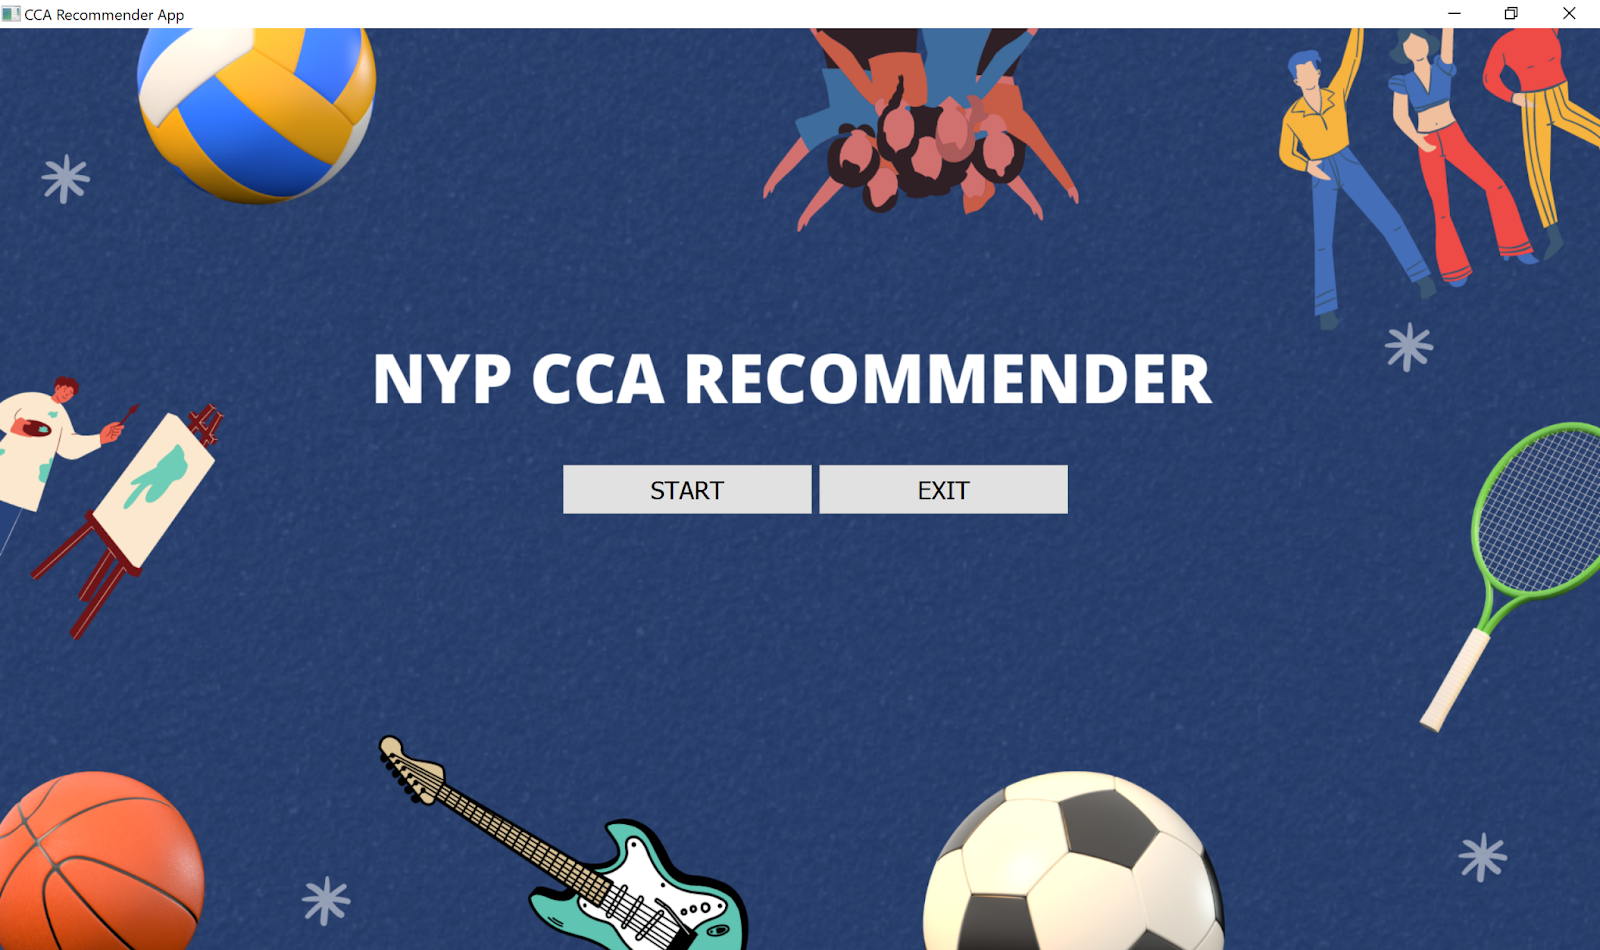 CCA Recommender App
NYP CCA RECOMMENDER
START EXIT